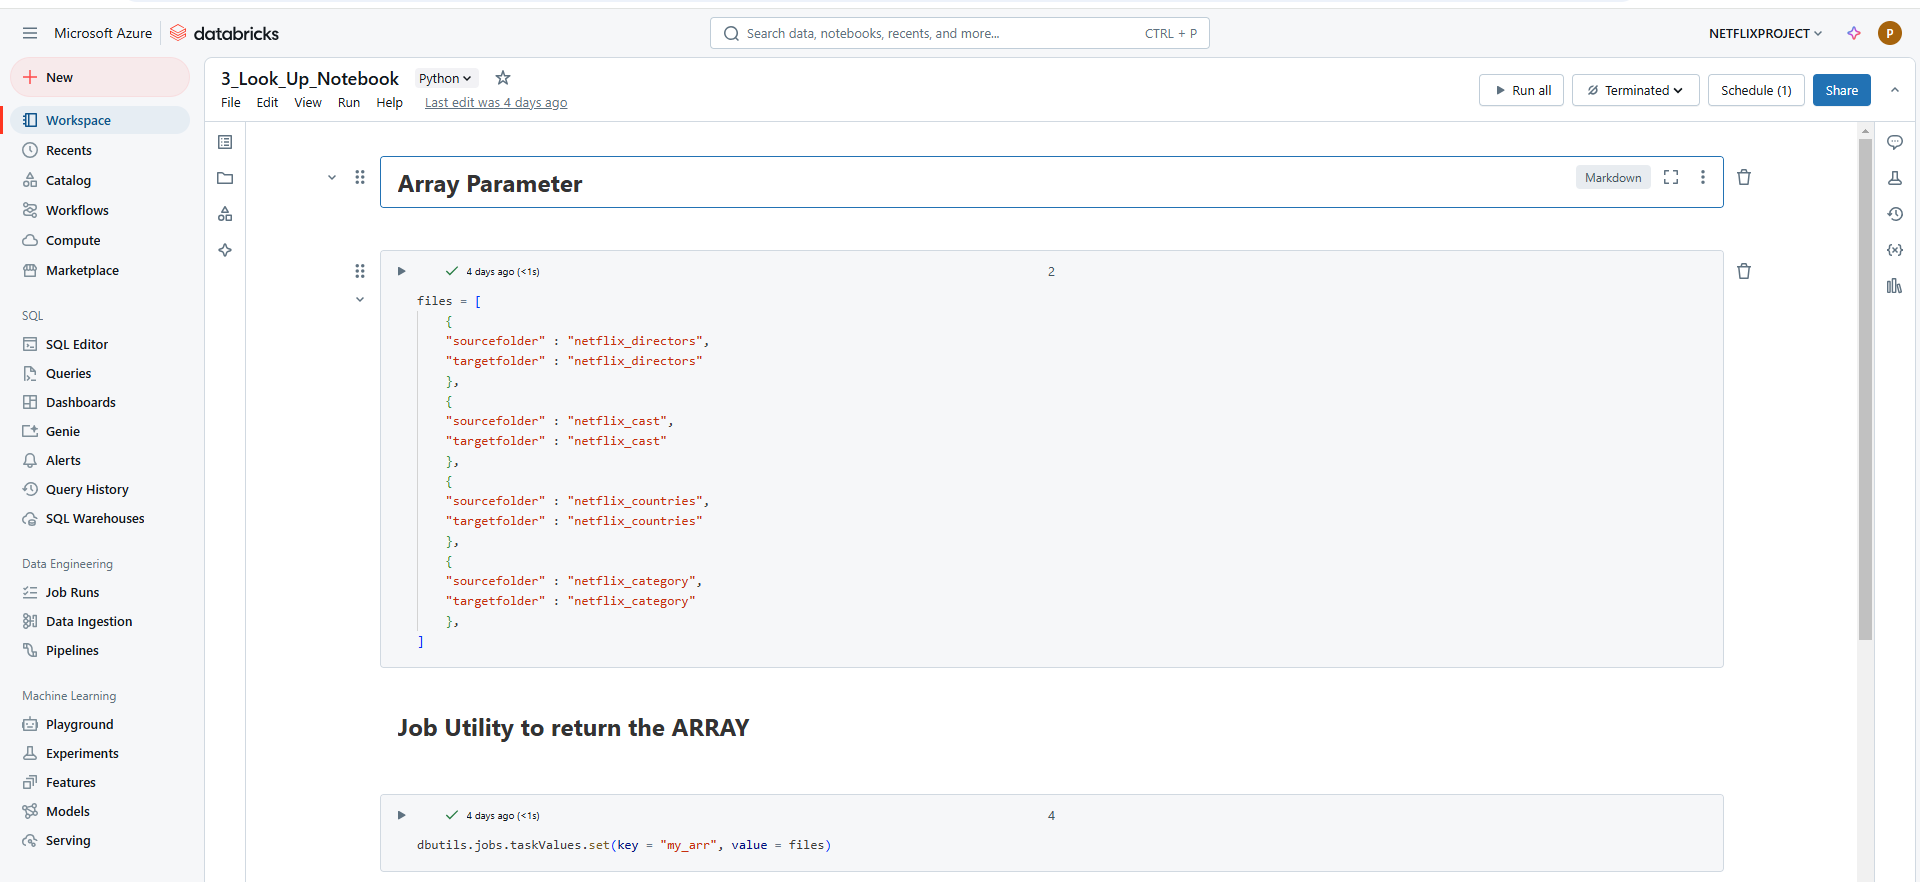 Microsoft Azure databricks
Search data, notebooks, recents, and more... CTRL + P
NETFLIXPROJECT P
New
Workspace
Recents
Catalog
Workflows
Compute
Marketplace
SQL
SQL Editor
Queries
Dashboards
Genie
Alerts
Query History
SQL Warehouses
Data Engineering
Job Runs
Data Ingestion
Pipelines
Machine Learning
Playground
Experiments
Features
Models
Serving
3_Look_Up_Notebook Python
File Edit View Run Help Last edit was 4 days ago
Run all Terminated Schedule (1) Share
Array Parameter Markdown
4 days ago (<1s) 2
files = [
{
"sourcefolder" : "netflix_directors",
"targetfolder" : "netflix_directors"
},
{
"sourcefolder" : "netflix_cast",
"targetfolder" : "netflix_cast"
},
{
"sourcefolder" : "netflix_countries",
"targetfolder" : "netflix_countries"
},
{
"sourcefolder" : "netflix_category",
"targetfolder" : "netflix_category"
},
]
Job Utility to return the ARRAY
4 days ago (<1s) 4
dbutils.jobs.taskValues.set(key = "my_arr", value = files)